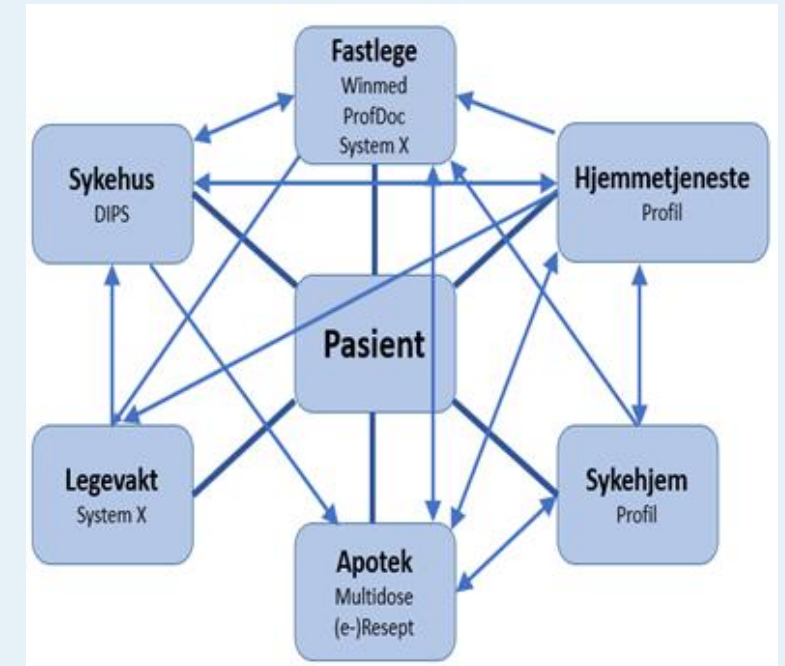 Fastlege
Winmed
ProfDoc
System X
Sykehus
DIPS
Hjemmetjeneste
Profil
Pasient
Legevakt
System X
Sykehjem
Profil
Apotek
Multidose
(e-)Resept